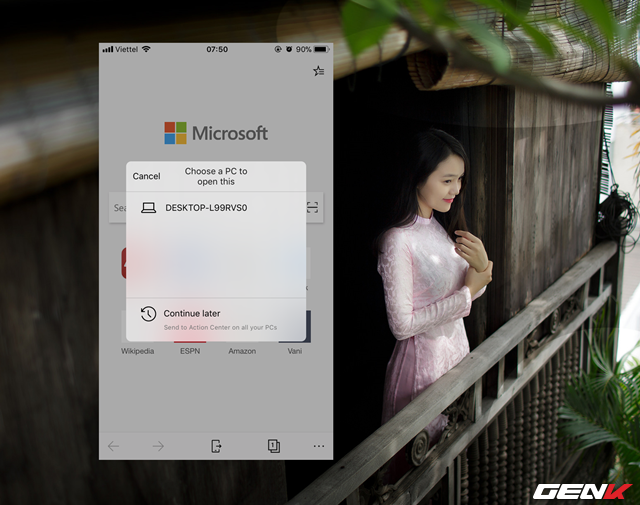 Viettel 07:50 90%
Microsoft
Cancel Choose a PC to
open this
Sea
DESKTOP-L99RVS0
Continue later
Send to Action Center on all your PCs
Wikipedia ESPN Amazon Vani
1
GENK